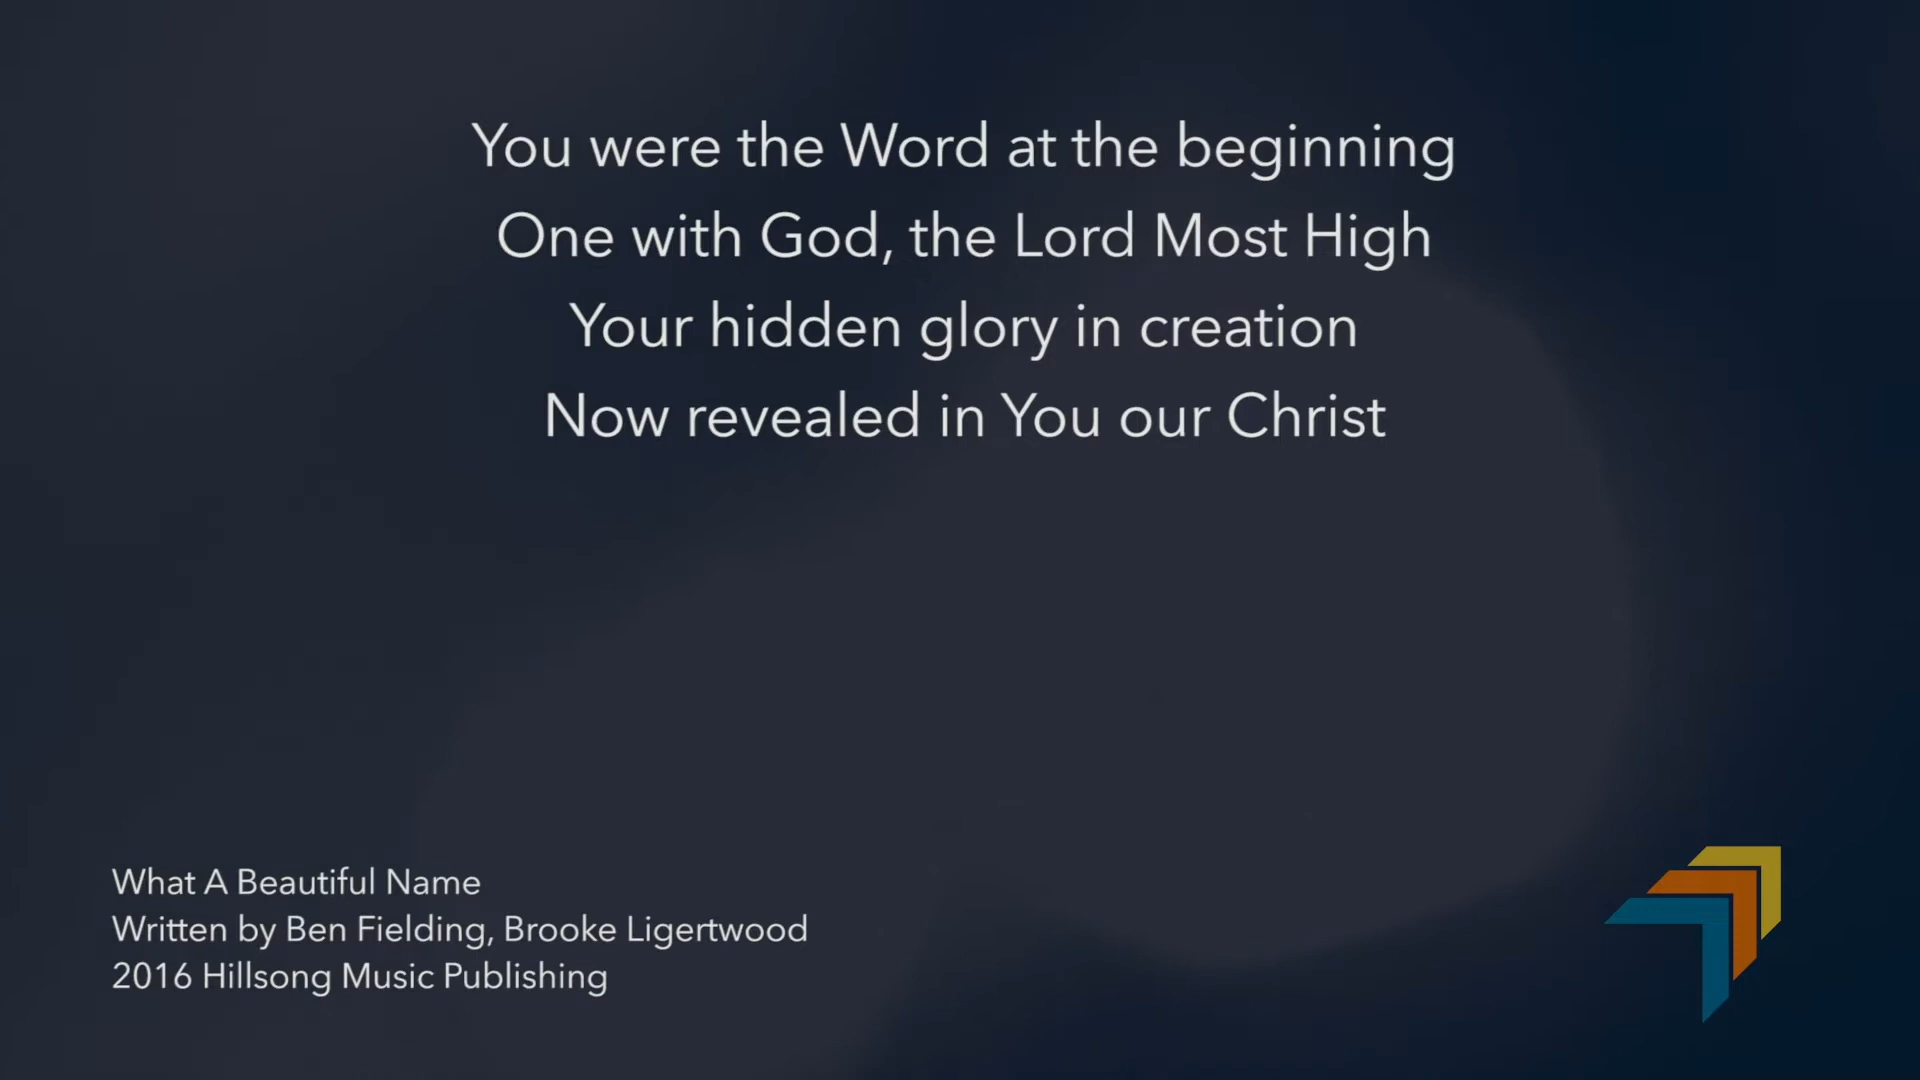 You were the Word at the beginning
One with God, the Lord Most High
Your hidden glory in creation
Now revealed in You our Christ
What A Beautiful Name
Written by Ben Fielding, Brooke Ligertwood
2016 Hillsong Music Publishing